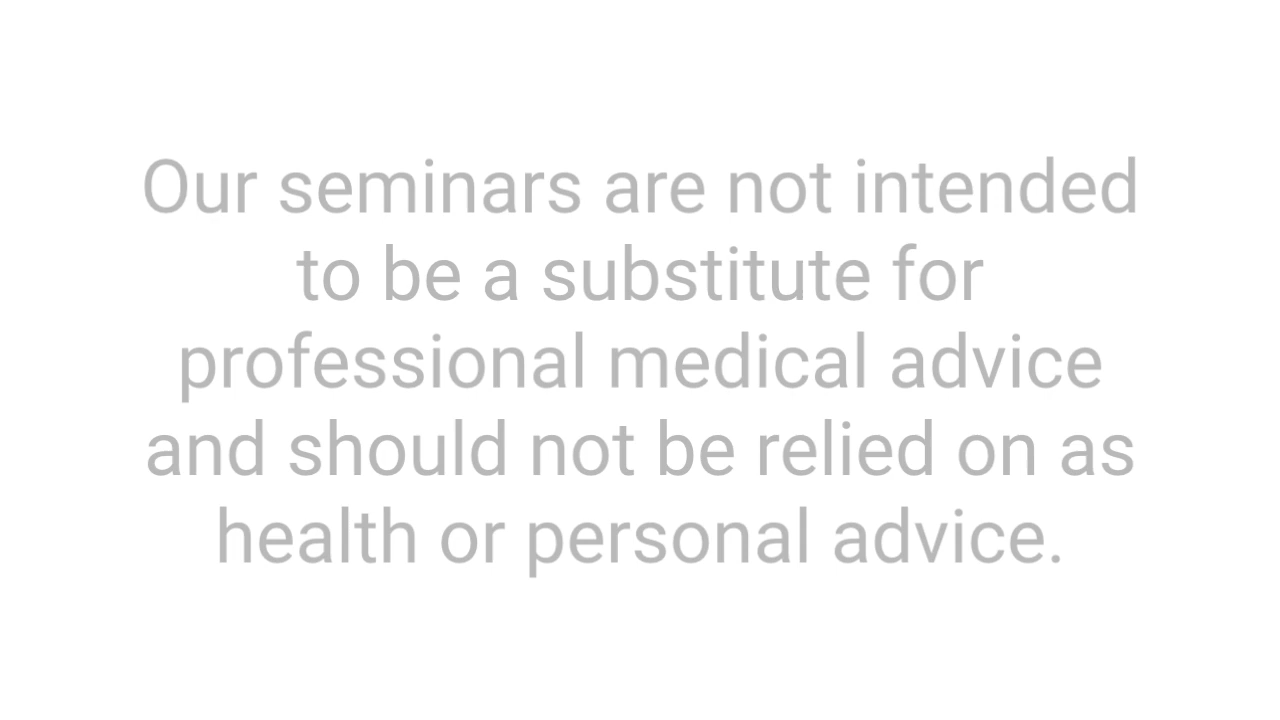 Our seminars are not intended
to be a substitute for
professional medical advice
and should not be relied on as
health or personal advice.